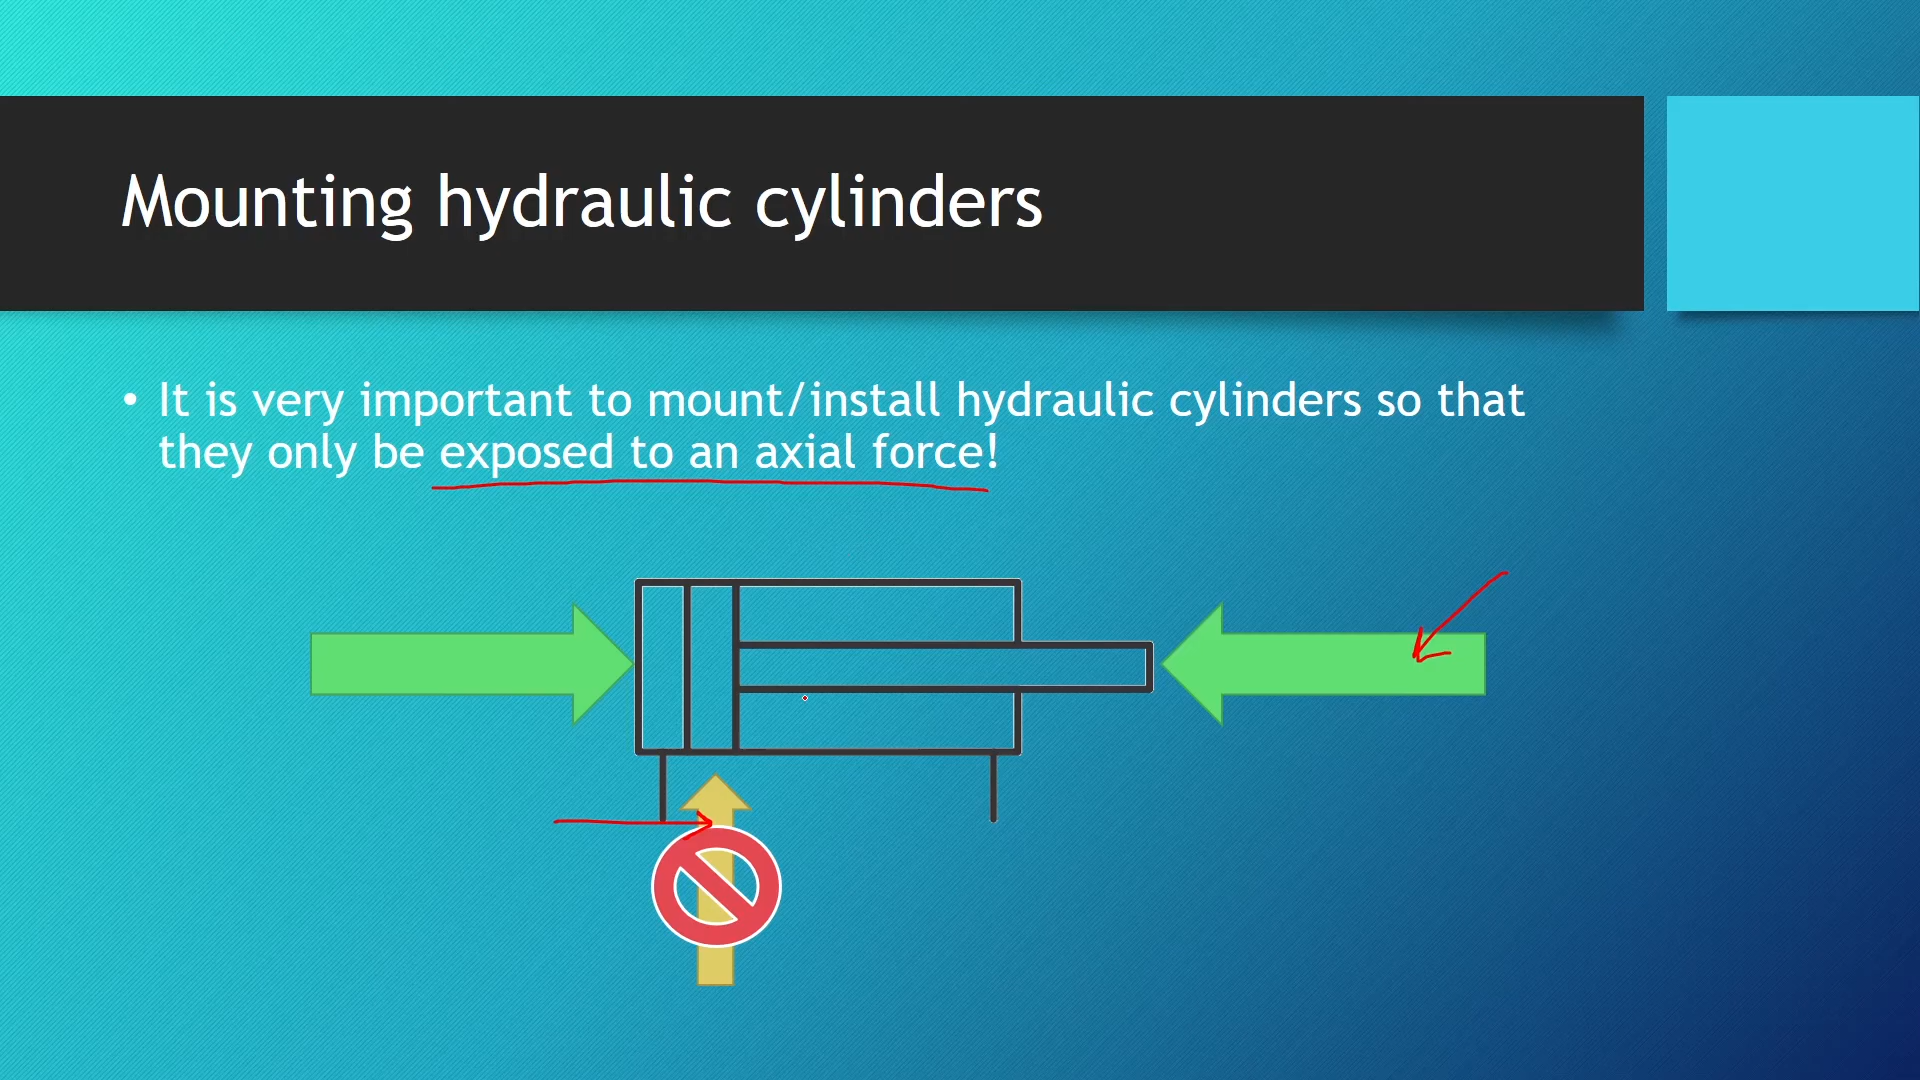 Mounting hydraulic cylinders
• It is very important to mount/install hydraulic cylinders so that
they only be exposed to an axial force!